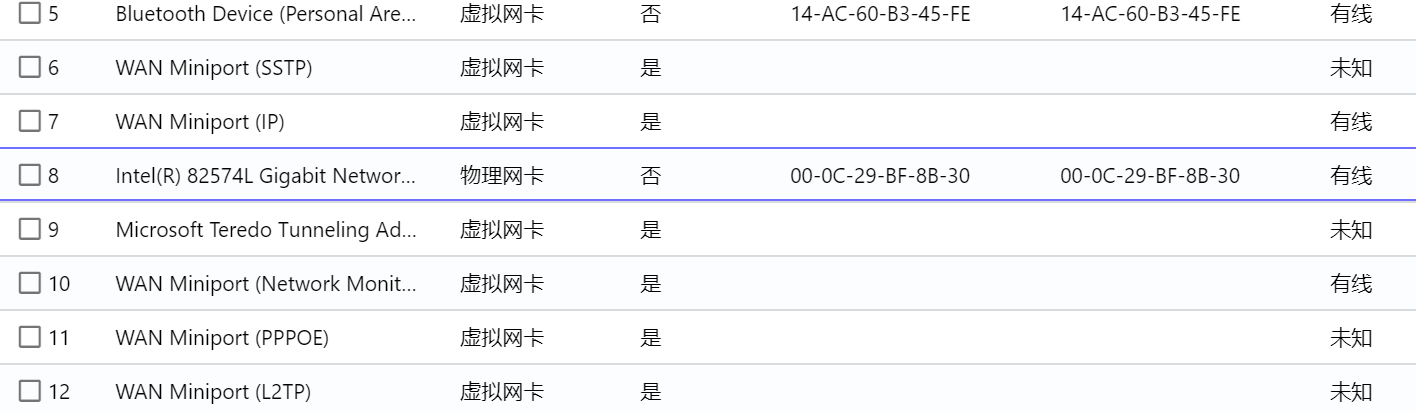 5 Bluetooth Device (Personal Are... 虚拟网卡 否 14-AC-60-B3-45-FE 14-AC-60-B3-45-FE 有线
6 WAN Miniport (SSTP) 虚拟网卡 是 未知
7 WAN Miniport (IP) 虚拟网卡 是 有线
8 Intel(R) 82574L Gigabit Networ... 物理网卡 否 00-0C-29-BF-8B-30 00-0C-29-BF-8B-30 有线
9 Microsoft Teredo Tunneling Ad... 虚拟网卡 是 未知
10 WAN Miniport (Network Monit... 虚拟网卡 是 有线
11 WAN Miniport (PPPOE) 虚拟网卡 是 未知
12 WAN Miniport (L2TP) 虚拟网卡 是 未知